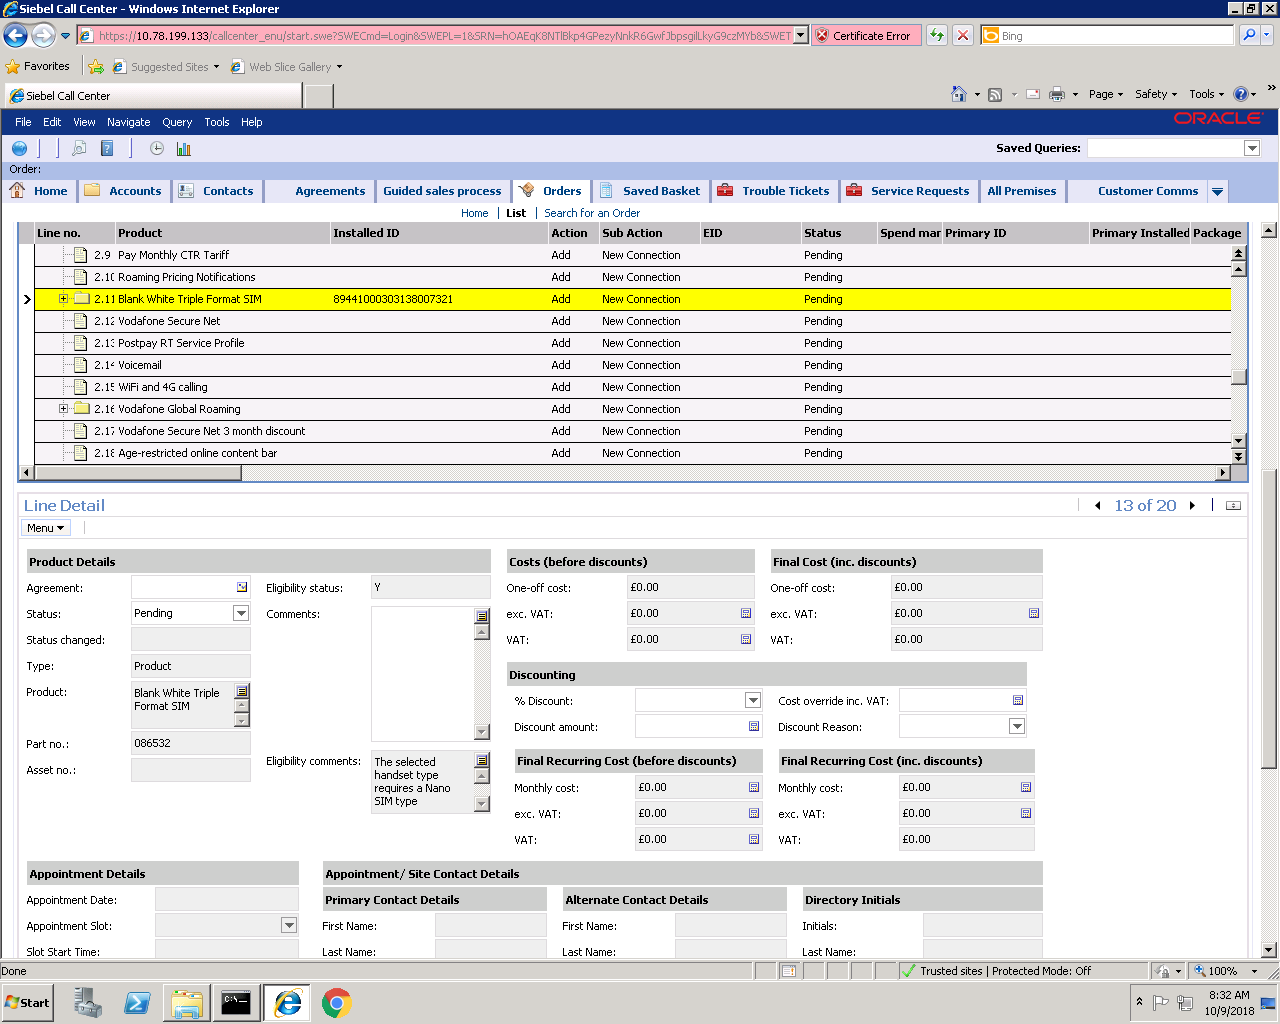 Siebel Call Center - Windows Internet Explorer
https://10.78.199.133/callcenter_enu/start.swe?SWECmd=Login&SWEPL=1&SRN=
Certificate Error
Bing
Favorites
Suggested Sites
Web Slice Gallery
Siebel Call Center
Page
Safety
Tools
File Edit View Navigate Query Tools Help
ORACLE
Saved Queries:
Order:
Home
Accounts
Contacts
Agreements
Guided sales process
Orders
Saved Basket
Trouble Tickets
Service Requests
All Premises
Customer Comms
Home | List | Search for an Order
Line no. Product Installed ID Action Sub Action EID Status Spend mar Primary ID Primary Installed Package
2.9 Pay Monthly CTR Tariff Add New Connection Pending
2.10 Roaming Pricing Notifications Add New Connection Pending
2.11 Blank White Triple Format SIM 89441000303138007321 Add New Connection Pending
2.12 Vodafone Secure Net Add New Connection Pending
2.13 Postpay RT Service Profile Add New Connection Pending
2.14 Voicemail Add New Connection Pending
2.15 WiFi and 4G calling Add New Connection Pending
2.16 Vodafone Global Roaming Add New Connection Pending
2.17 Vodafone Secure Net 3 month discount Add New Connection Pending
2.18 Age-restricted online content bar Add New Connection Pending
Line Detail
13 of 20
Menu
Product Details
Agreement:
Status: Pending
Status changed:
Type: Product
Product: Blank White Triple
Format SIM
Part no.: 086532
Asset no.:
Eligibility status: Y
Comments:
Eligibility comments: The selected
handset type
requires a Nano
SIM type
Costs (before discounts)
One-off cost: £0.00
exc. VAT: £0.00
VAT: £0.00
Final Cost (inc. discounts)
One-off cost: £0.00
exc. VAT: £0.00
VAT: £0.00
Discounting
% Discount:
Discount amount:
Cost override inc. VAT:
Discount Reason:
Final Recurring Cost (before discounts)
Monthly cost: £0.00
exc. VAT: £0.00
VAT: £0.00
Final Recurring Cost (inc. discounts)
Monthly cost: £0.00
exc. VAT: £0.00
VAT: £0.00
Appointment Details
Appointment Date:
Appointment Slot:
Slot Start Time:
Appointment/ Site Contact Details
Primary Contact Details
First Name:
Last Name:
Alternate Contact Details
First Name:
Last Name:
Directory Initials
Initials:
Last Name:
Done
Trusted sites | Protected Mode: Off
100%
Start
C:\
8:32 AM
10/9/2018